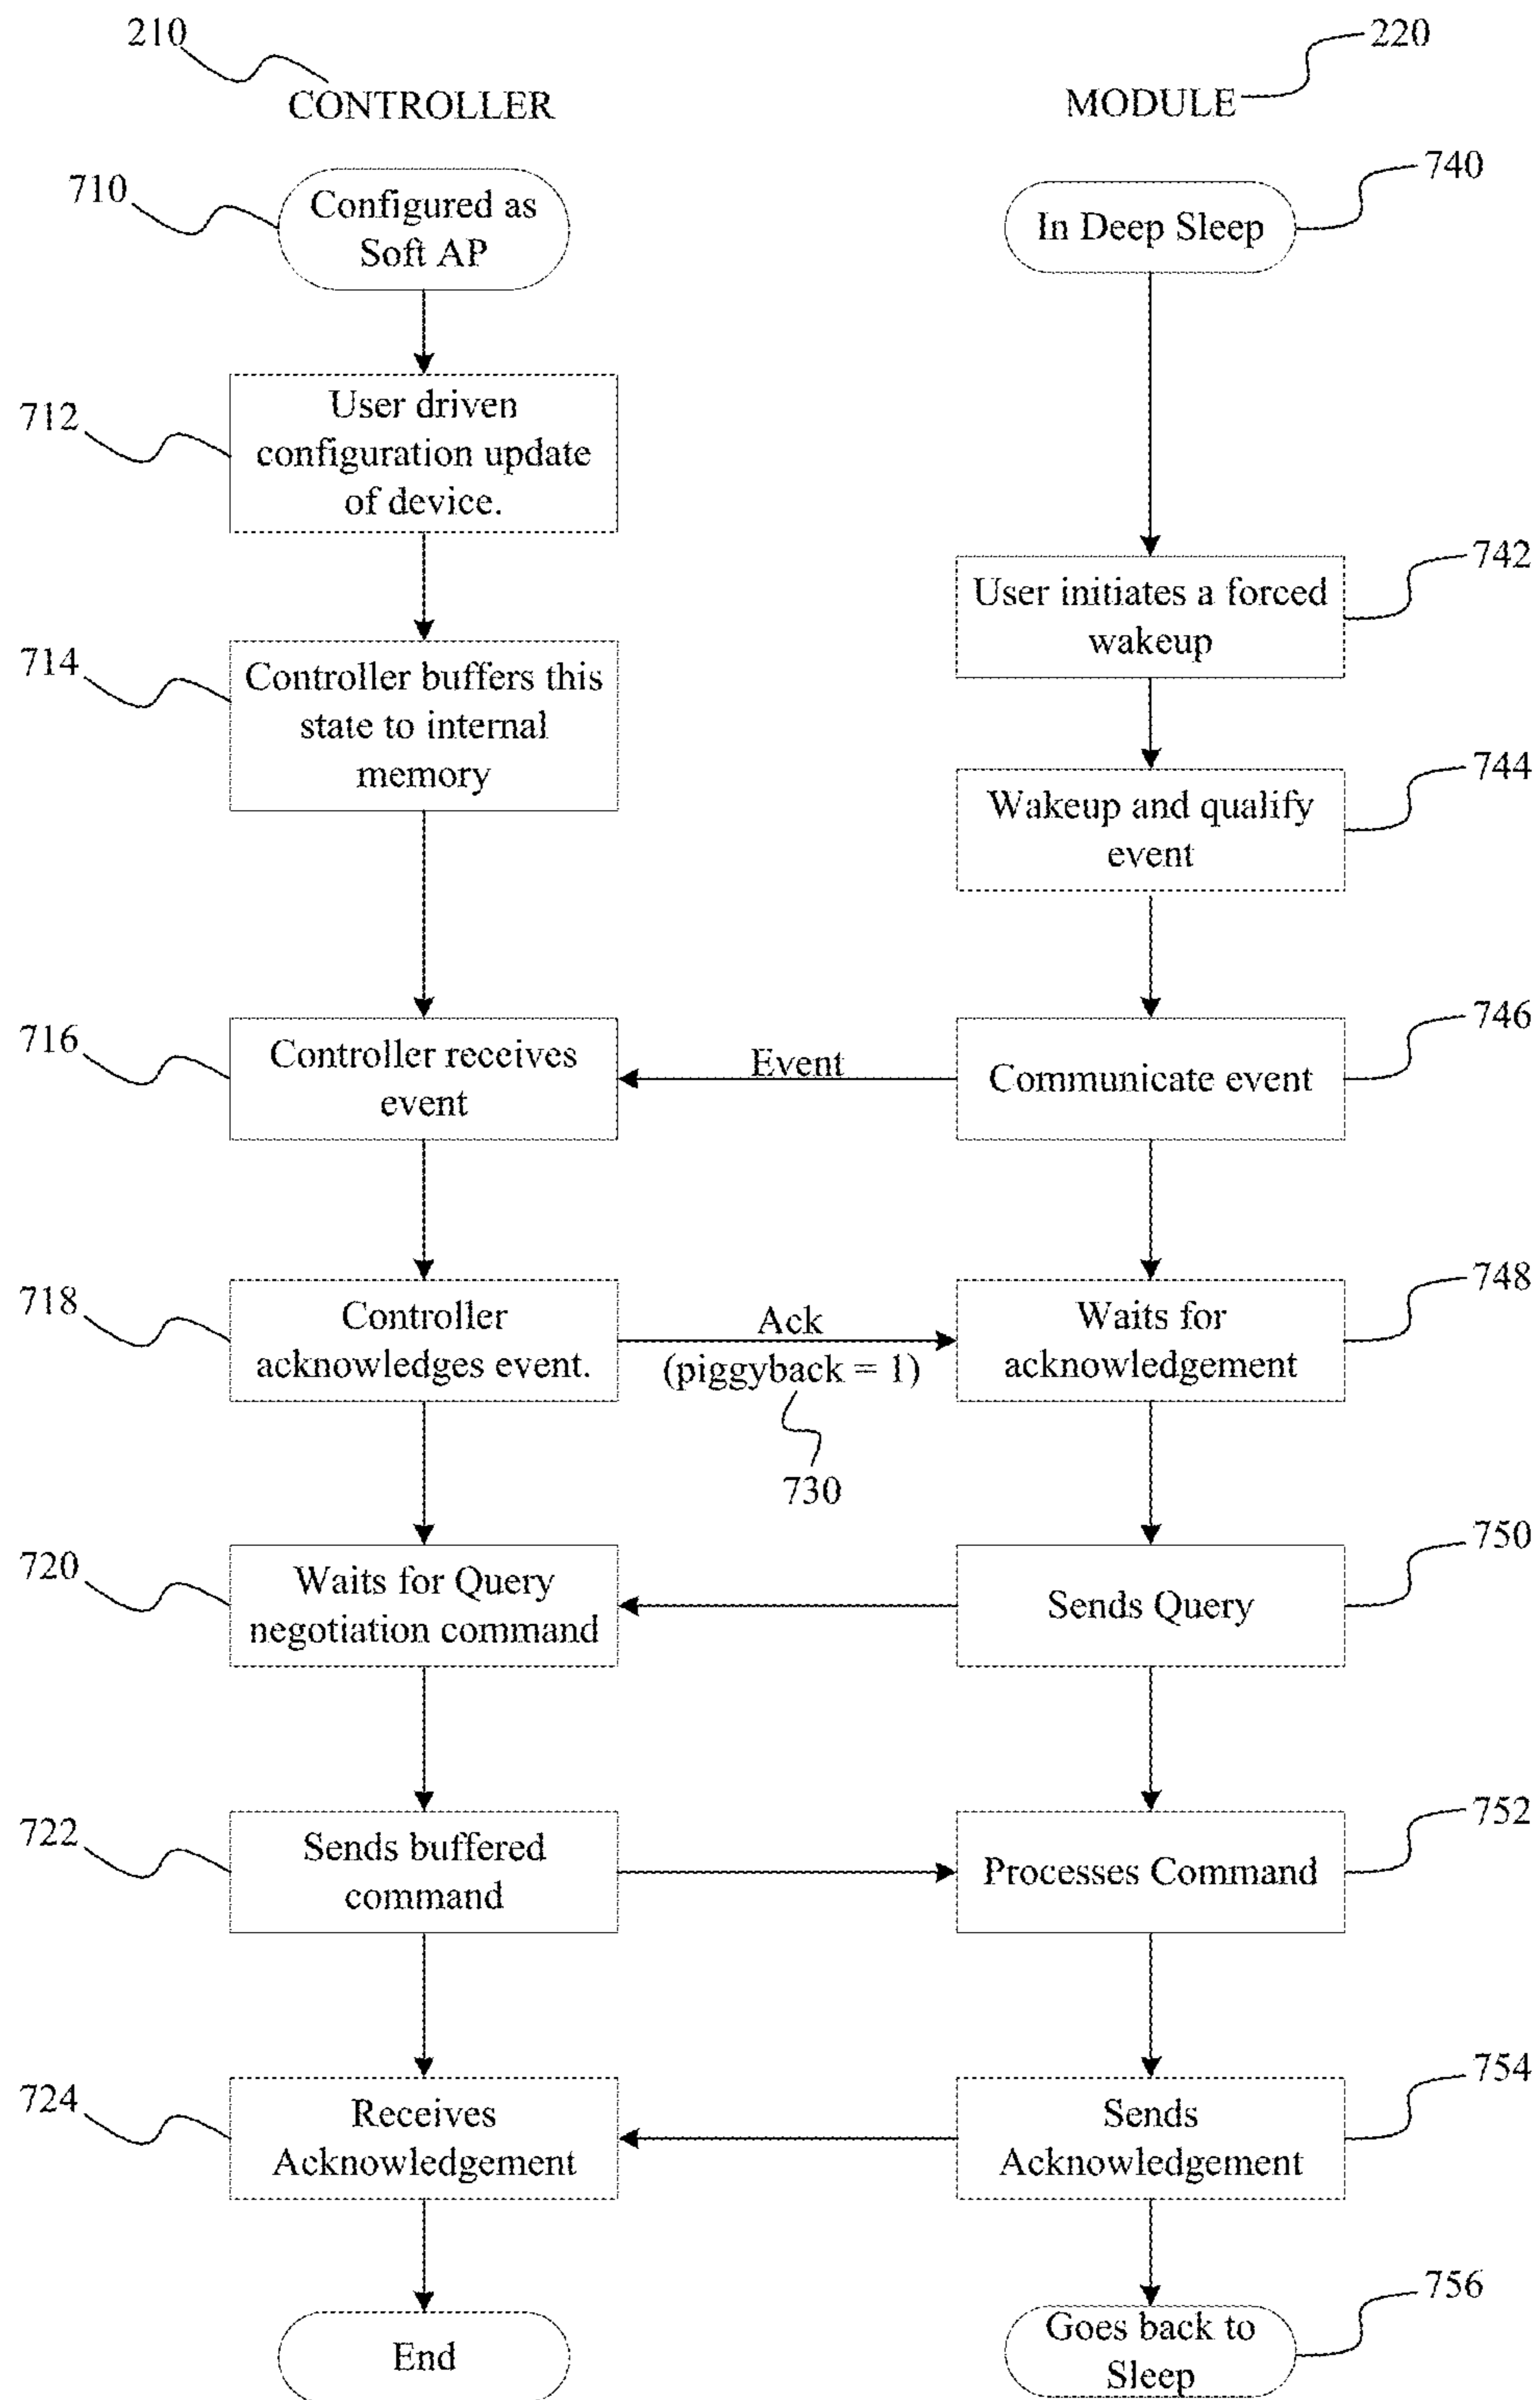 210
220
CONTROLLER
MODULE
710
Configured as
Soft AP
740
In Deep Sleep
712
User driven
configuration update
of device.
742
User initiates a forced
wakeup
714
Controller buffers this
state to internal
memory
744
Wakeup and qualify
event
716
Controller receives
event
Event
746
Communicate event
718
Controller
acknowledges event.
Ack
(piggyback = 1)
730
748
Waits for
acknowledgement
720
Waits for Query
negotiation command
750
Sends Query
722
Sends buffered
command
752
Processes Command
724
Receives
Acknowledgement
754
Sends
Acknowledgement
End
756
Goes back to
Sleep